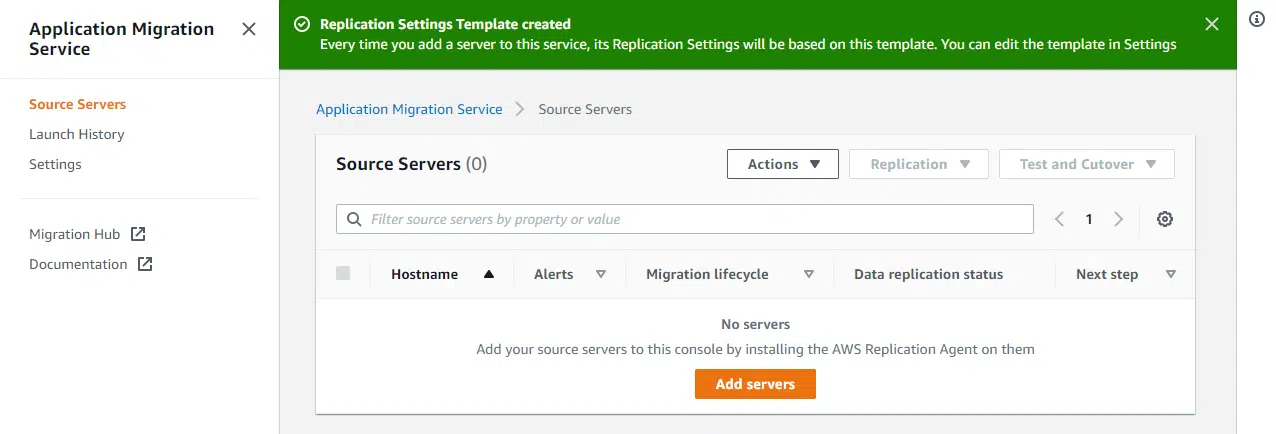 Application Migration
Service
Source Servers
Launch History
Settings
Migration Hub
Documentation
Replication Settings Template created
Every time you add a server to this service, its Replication Settings will be based on this template. You can edit the template in Settings
Application Migration Service > Source Servers
Source Servers (0)
Actions
Replication
Test and Cutover
Filter source servers by property or value
1
Hostname Alerts Migration lifecycle Data replication status Next step
No servers
Add your source servers to this console by installing the AWS Replication Agent on them
Add servers